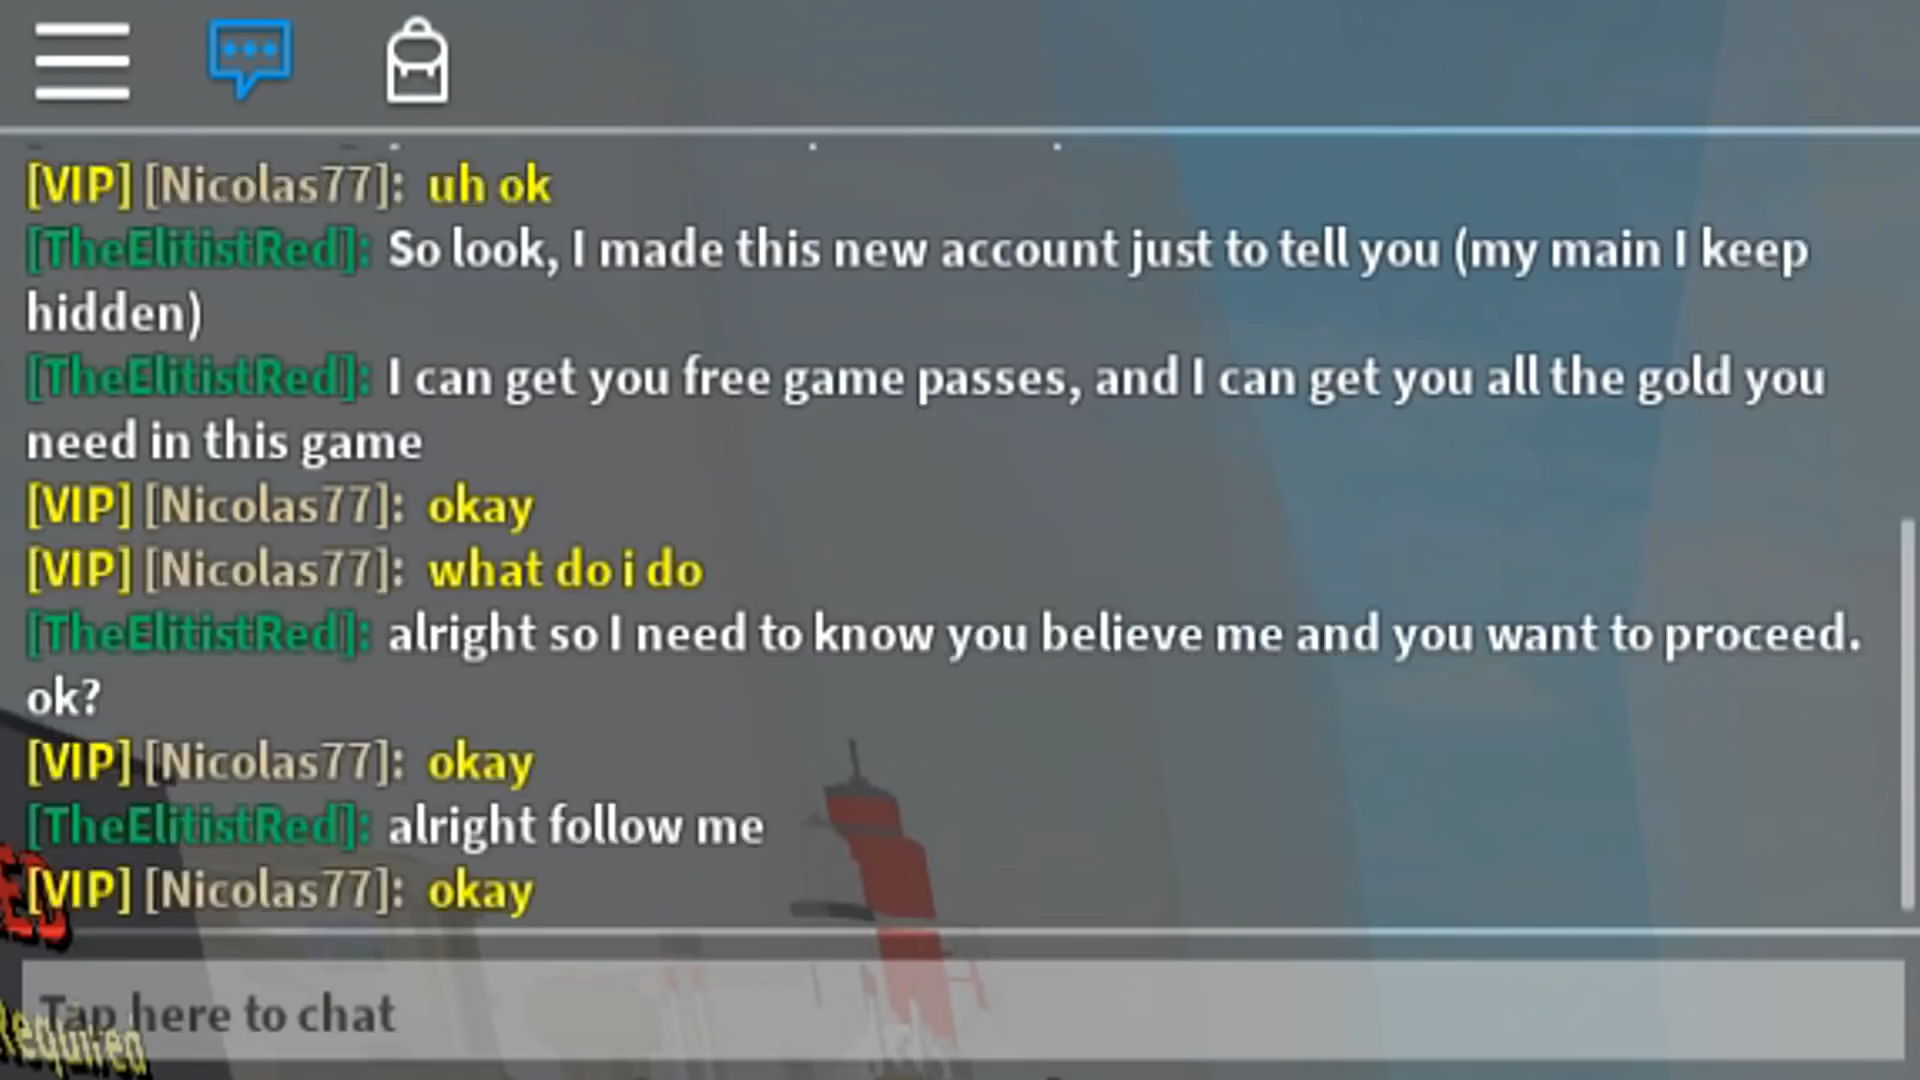 [VIP] [Nicolas77]: uh ok
[TheElitistRed]: So look, I made this new account just to tell you (my main I keep
hidden)
[TheElitistRed]: I can get you free game passes, and I can get you all the gold you
need in this game
[VIP] [Nicolas77]: okay
[VIP] [Nicolas77]: what do i do
[TheElitistRed]: alright so I need to know you believe me and you want to proceed.
ok?
[VIP] [Nicolas77]: okay
[TheElitistRed]: alright follow me
[VIP] [Nicolas77]: okay
Tap here to chat
Required